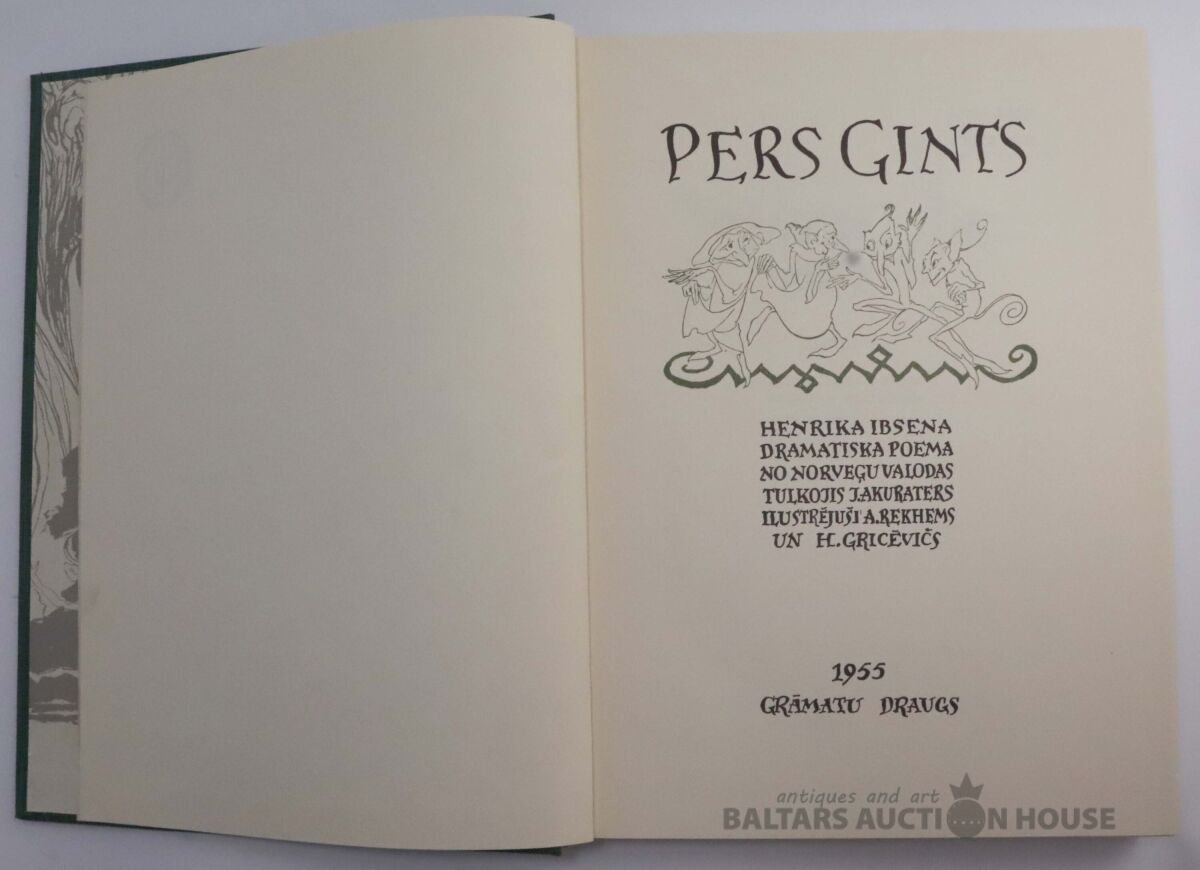 PERS GINTS
HENRIKA IBSENA
DRAMATISKA POEMA
NO NORVEĢU VALODAS
TULKOJIS J.AKURATERS
ILUSTRĒJUŠI A.REKHEMS
UN H.GRICĒVIČS
1955
GRĀMATU DRAUGS
antiques and art
BALTARS AUCTION HOUSE